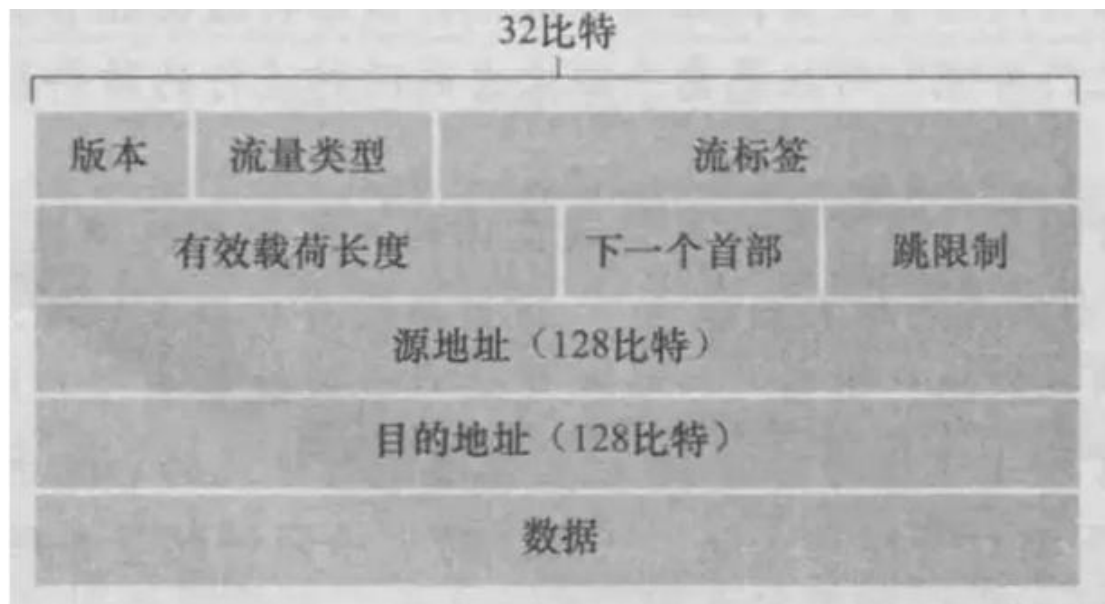 32比特
版本 流量类型 流标签
有效载荷长度 下一个首部 跳限制
源地址（128比特）
目的地址（128比特）
数据